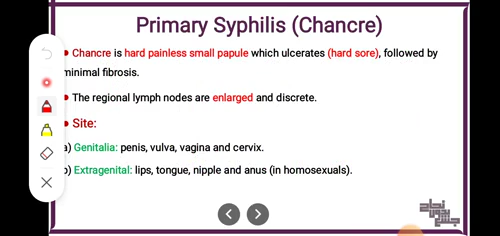 Primary Syphilis (Chancre)
Chancre is hard painless small papule which ulcerates (hard sore), followed by
minimal fibrosis.
The regional lymph nodes are enlarged and discrete.
Site:
a) Genitalia: penis, vulva, vagina and cervix.
b) Extragenital: lips, tongue, nipple and anus (in homosexuals).